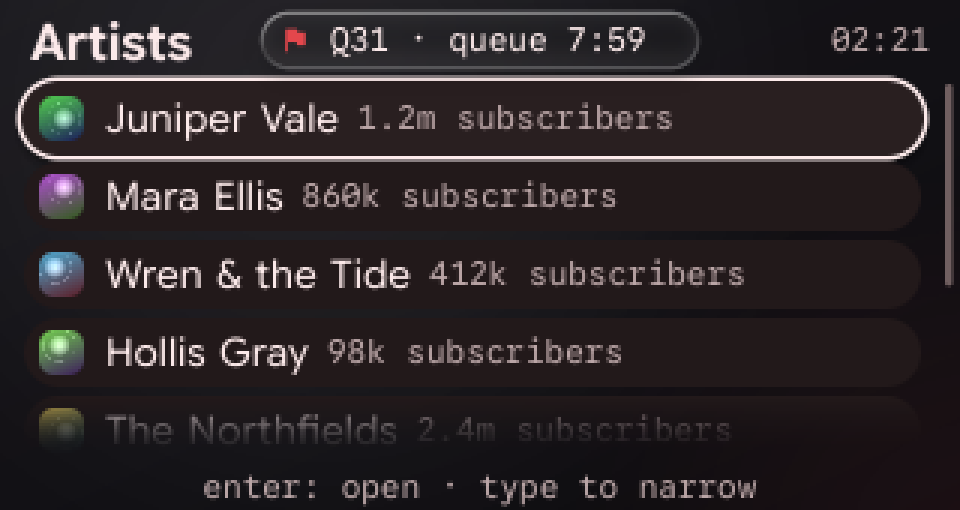 Artists Q31 · queue 7:59 02:21
Juniper Vale 1.2m subscribers
Mara Ellis 860k subscribers
Wren & the Tide 412k subscribers
Hollis Gray 98k subscribers
The Northfields 2.4m subscribers
enter: open · type to narrow